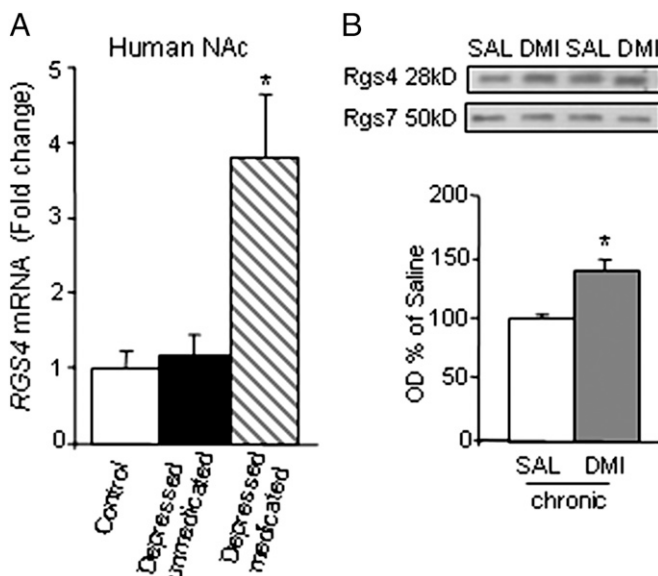 A
Human NAc
*
5
4
3
2
1
0
RGS4 mRNA (Fold change)
Control
Depressed
unmedicated
Depressed
medicated
B
SAL DMI SAL DMI
Rgs4 28kD
Rgs7 50kD
200
150
100
50
0
OD % of Saline
*
SAL DMI
chronic